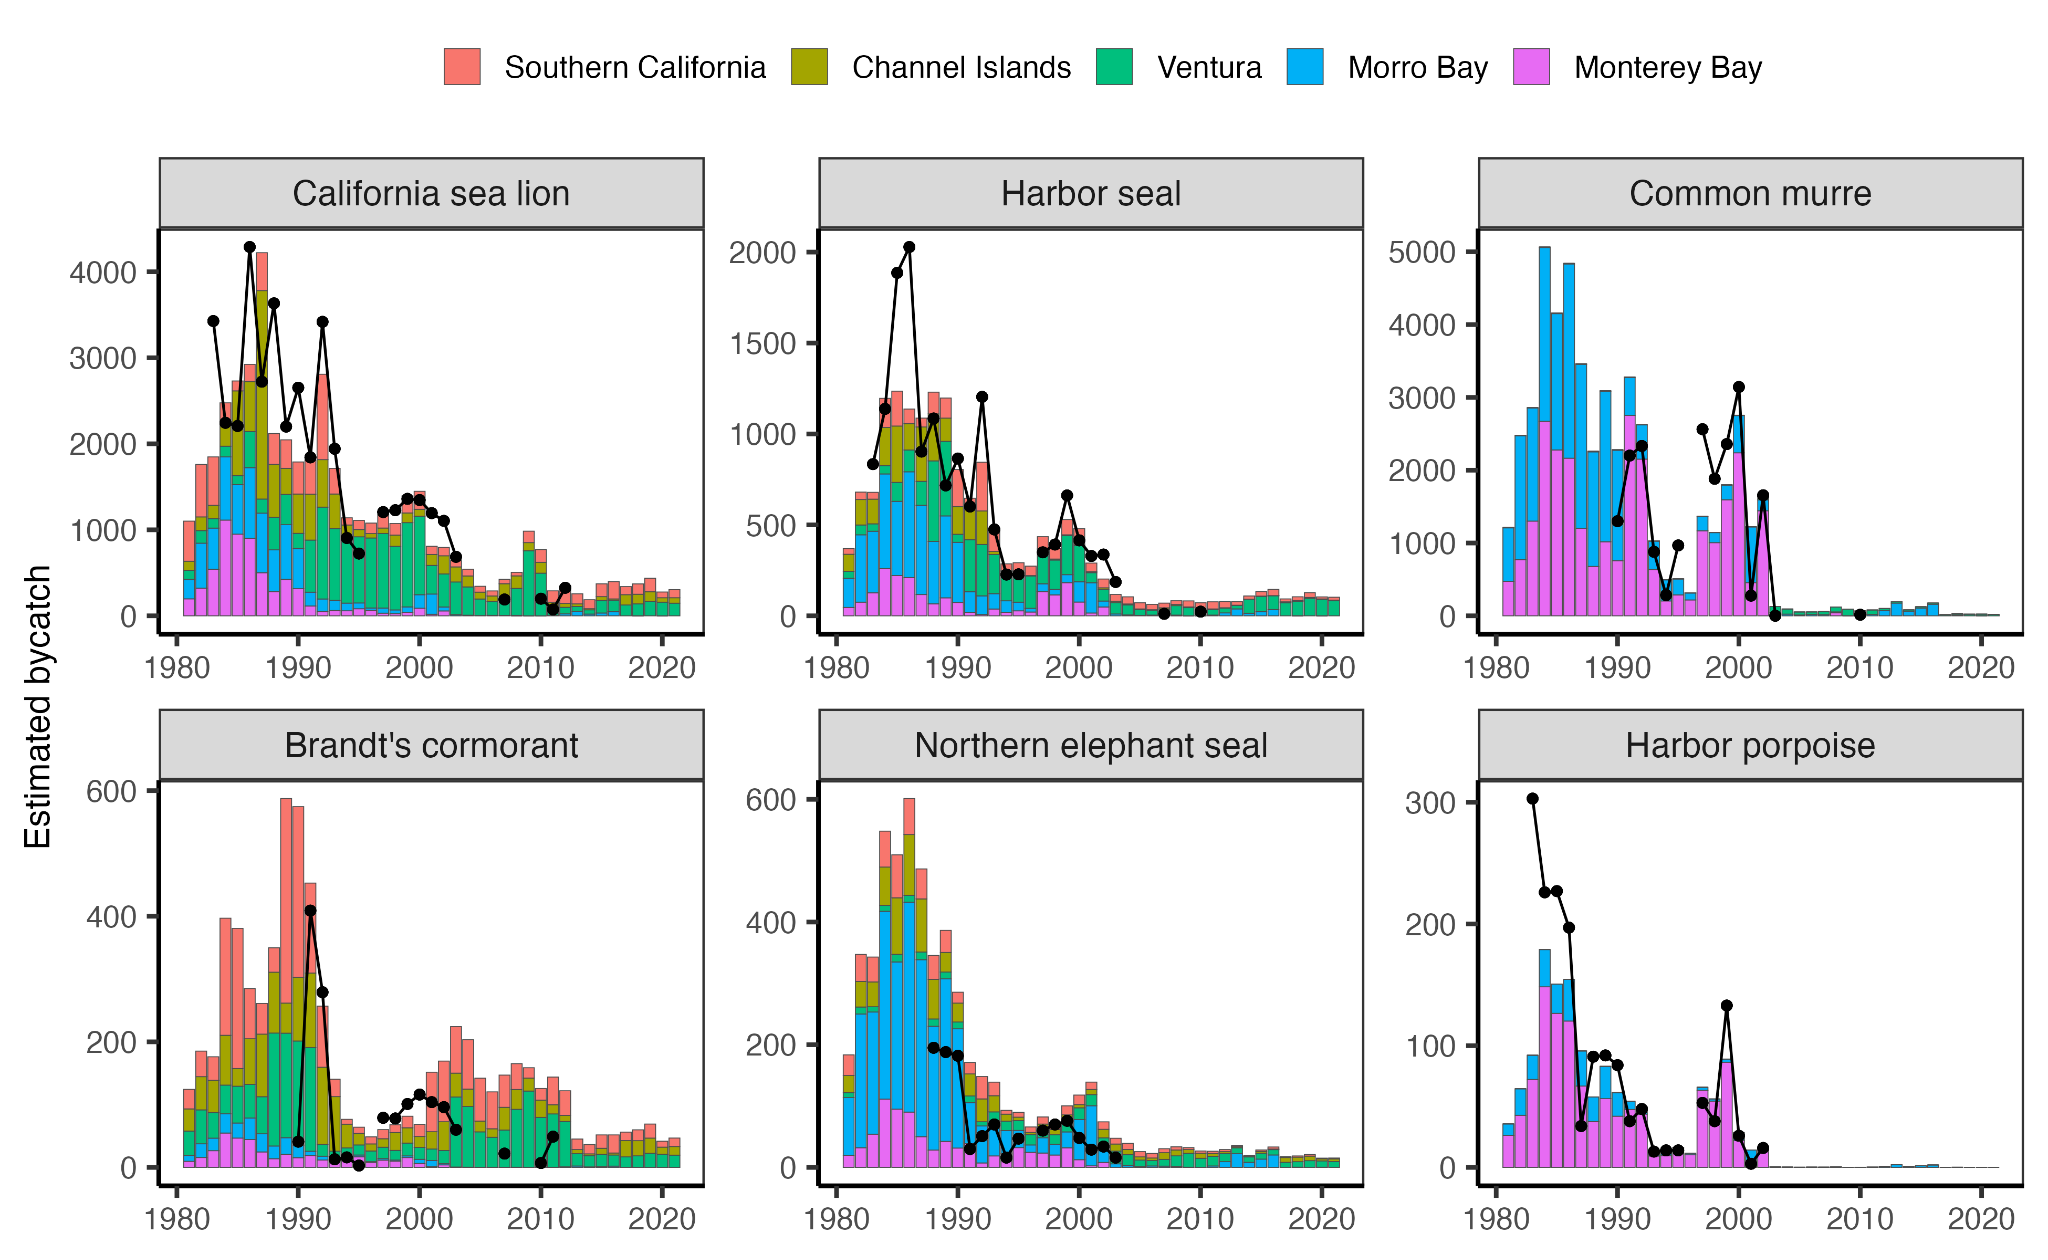 Southern California Channel Islands Ventura Morro Bay Monterey Bay
California sea lion
Harbor seal
Common murre
4000
3000
2000
1000
0
2000
1500
1000
500
0
5000
4000
3000
2000
1000
0
1980 1990 2000 2010 2020
1980 1990 2000 2010 2020
1980 1990 2000 2010 2020
Estimated bycatch
Brandt's cormorant
Northern elephant seal
Harbor porpoise
600
400
200
0
600
400
200
0
300
200
100
0
1980 1990 2000 2010 2020
1980 1990 2000 2010 2020
1980 1990 2000 2010 2020